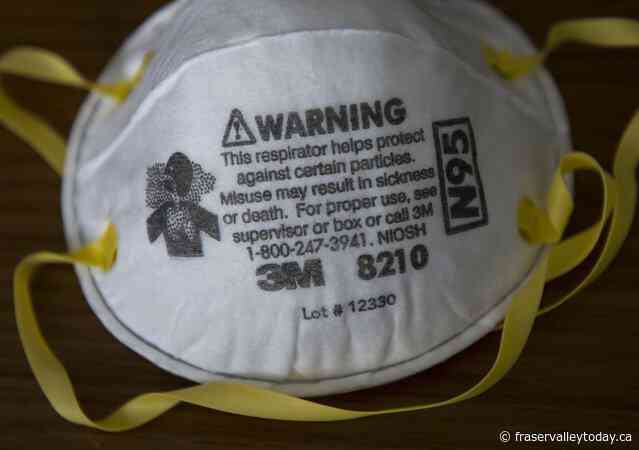 WARNING
This respirator helps protect
against certain particles.
Misuse may result in sickness
or death. For proper use, see
supervisor or box or call 3M
1-800-247-3941. NIOSH
N95
3M 8210
Lot # 12330
© fraservalleytoday.ca